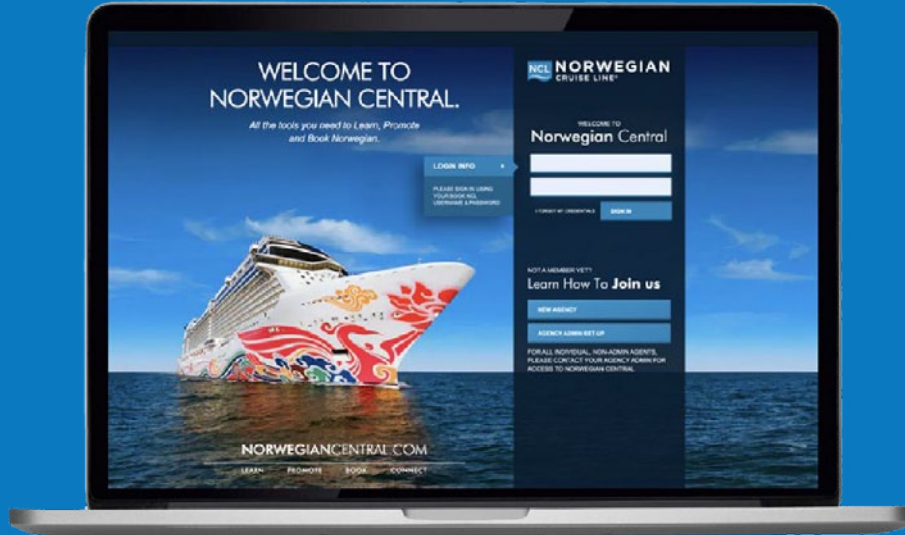 WELCOME TO
NORWEGIAN CENTRAL.
All the tools you need to Learn, Promote
and Book Norwegian.
NCL NORWEGIAN
CRUISE LINE®
WELCOME TO
Norwegian Central
LOGIN INFO x
PLEASE SIGN IN USING
YOUR BOOK NCL
USERNAME & PASSWORD
I FORGOT MY CREDENTIALS
SIGN IN
NOT A MEMBER YET?
Learn How To Join us
NEW AGENCY
AGENCY ADMIN SET-UP
FOR ALL INDIVIDUAL, NON-ADMIN AGENTS,
PLEASE CONTACT YOUR AGENCY ADMIN FOR
ACCESS TO NORWEGIAN CENTRAL
NORWEGIANCENTRAL.COM
LEARN PROMOTE BOOK CONNECT